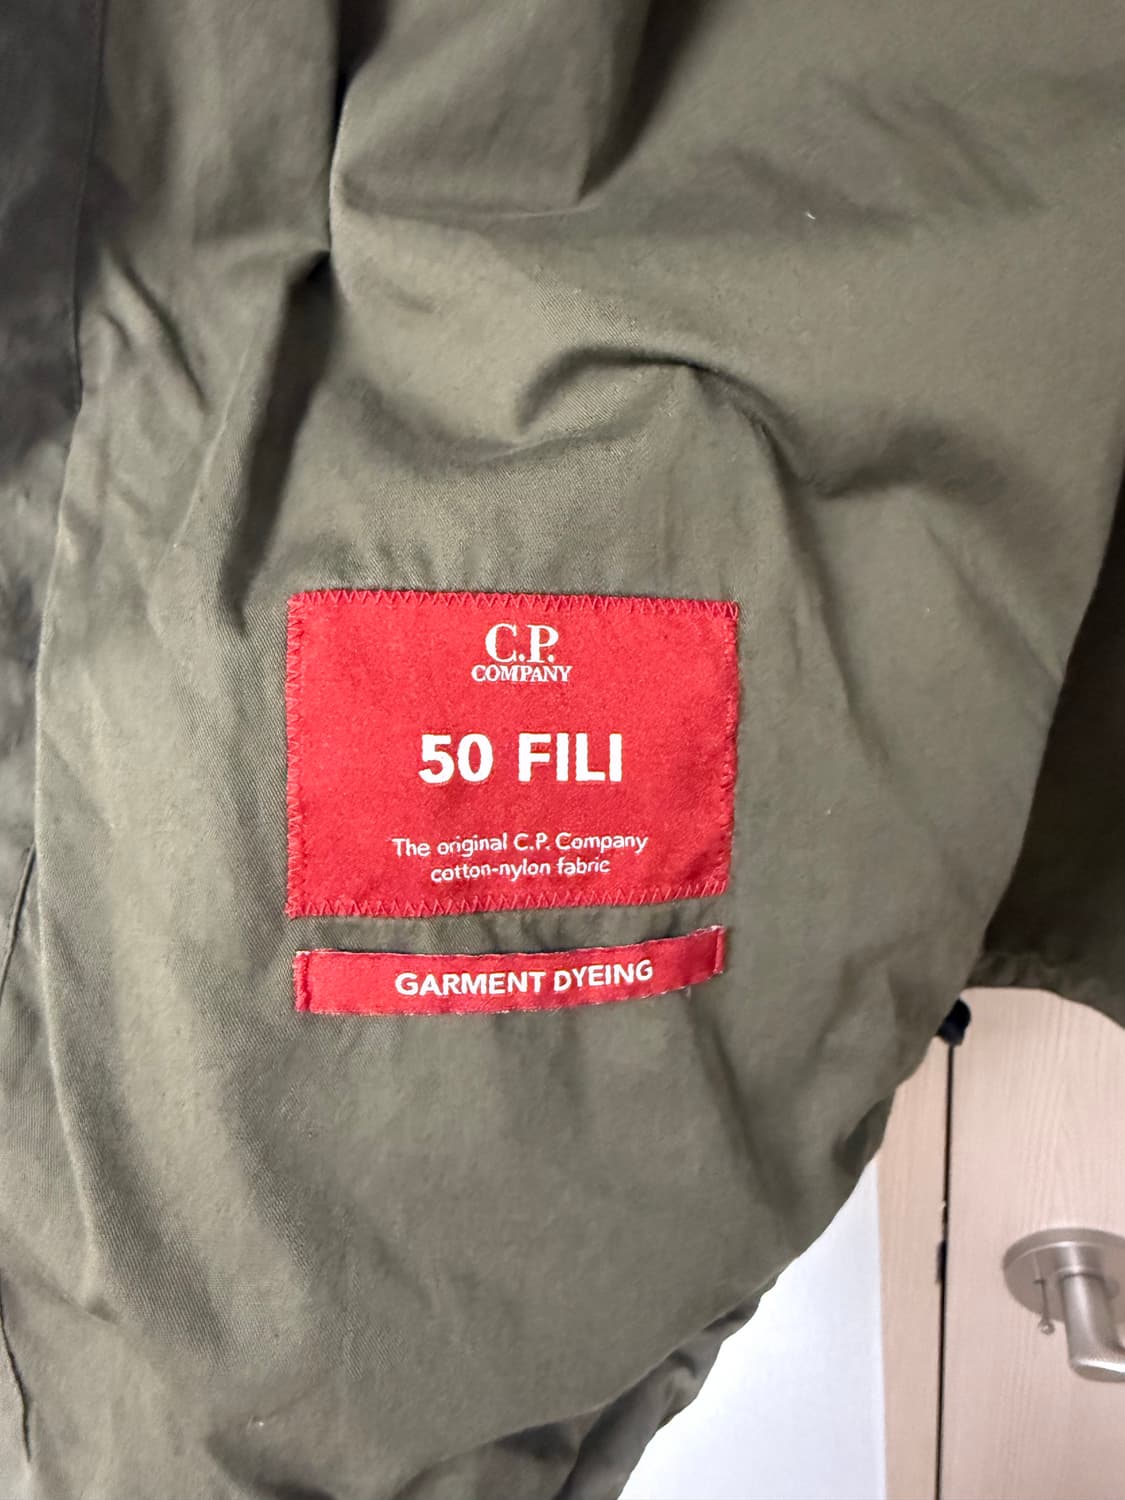 C.P.
COMPANY
50 FILI
The original C.P. Company
cotton-nylon fabric
GARMENT DYEING